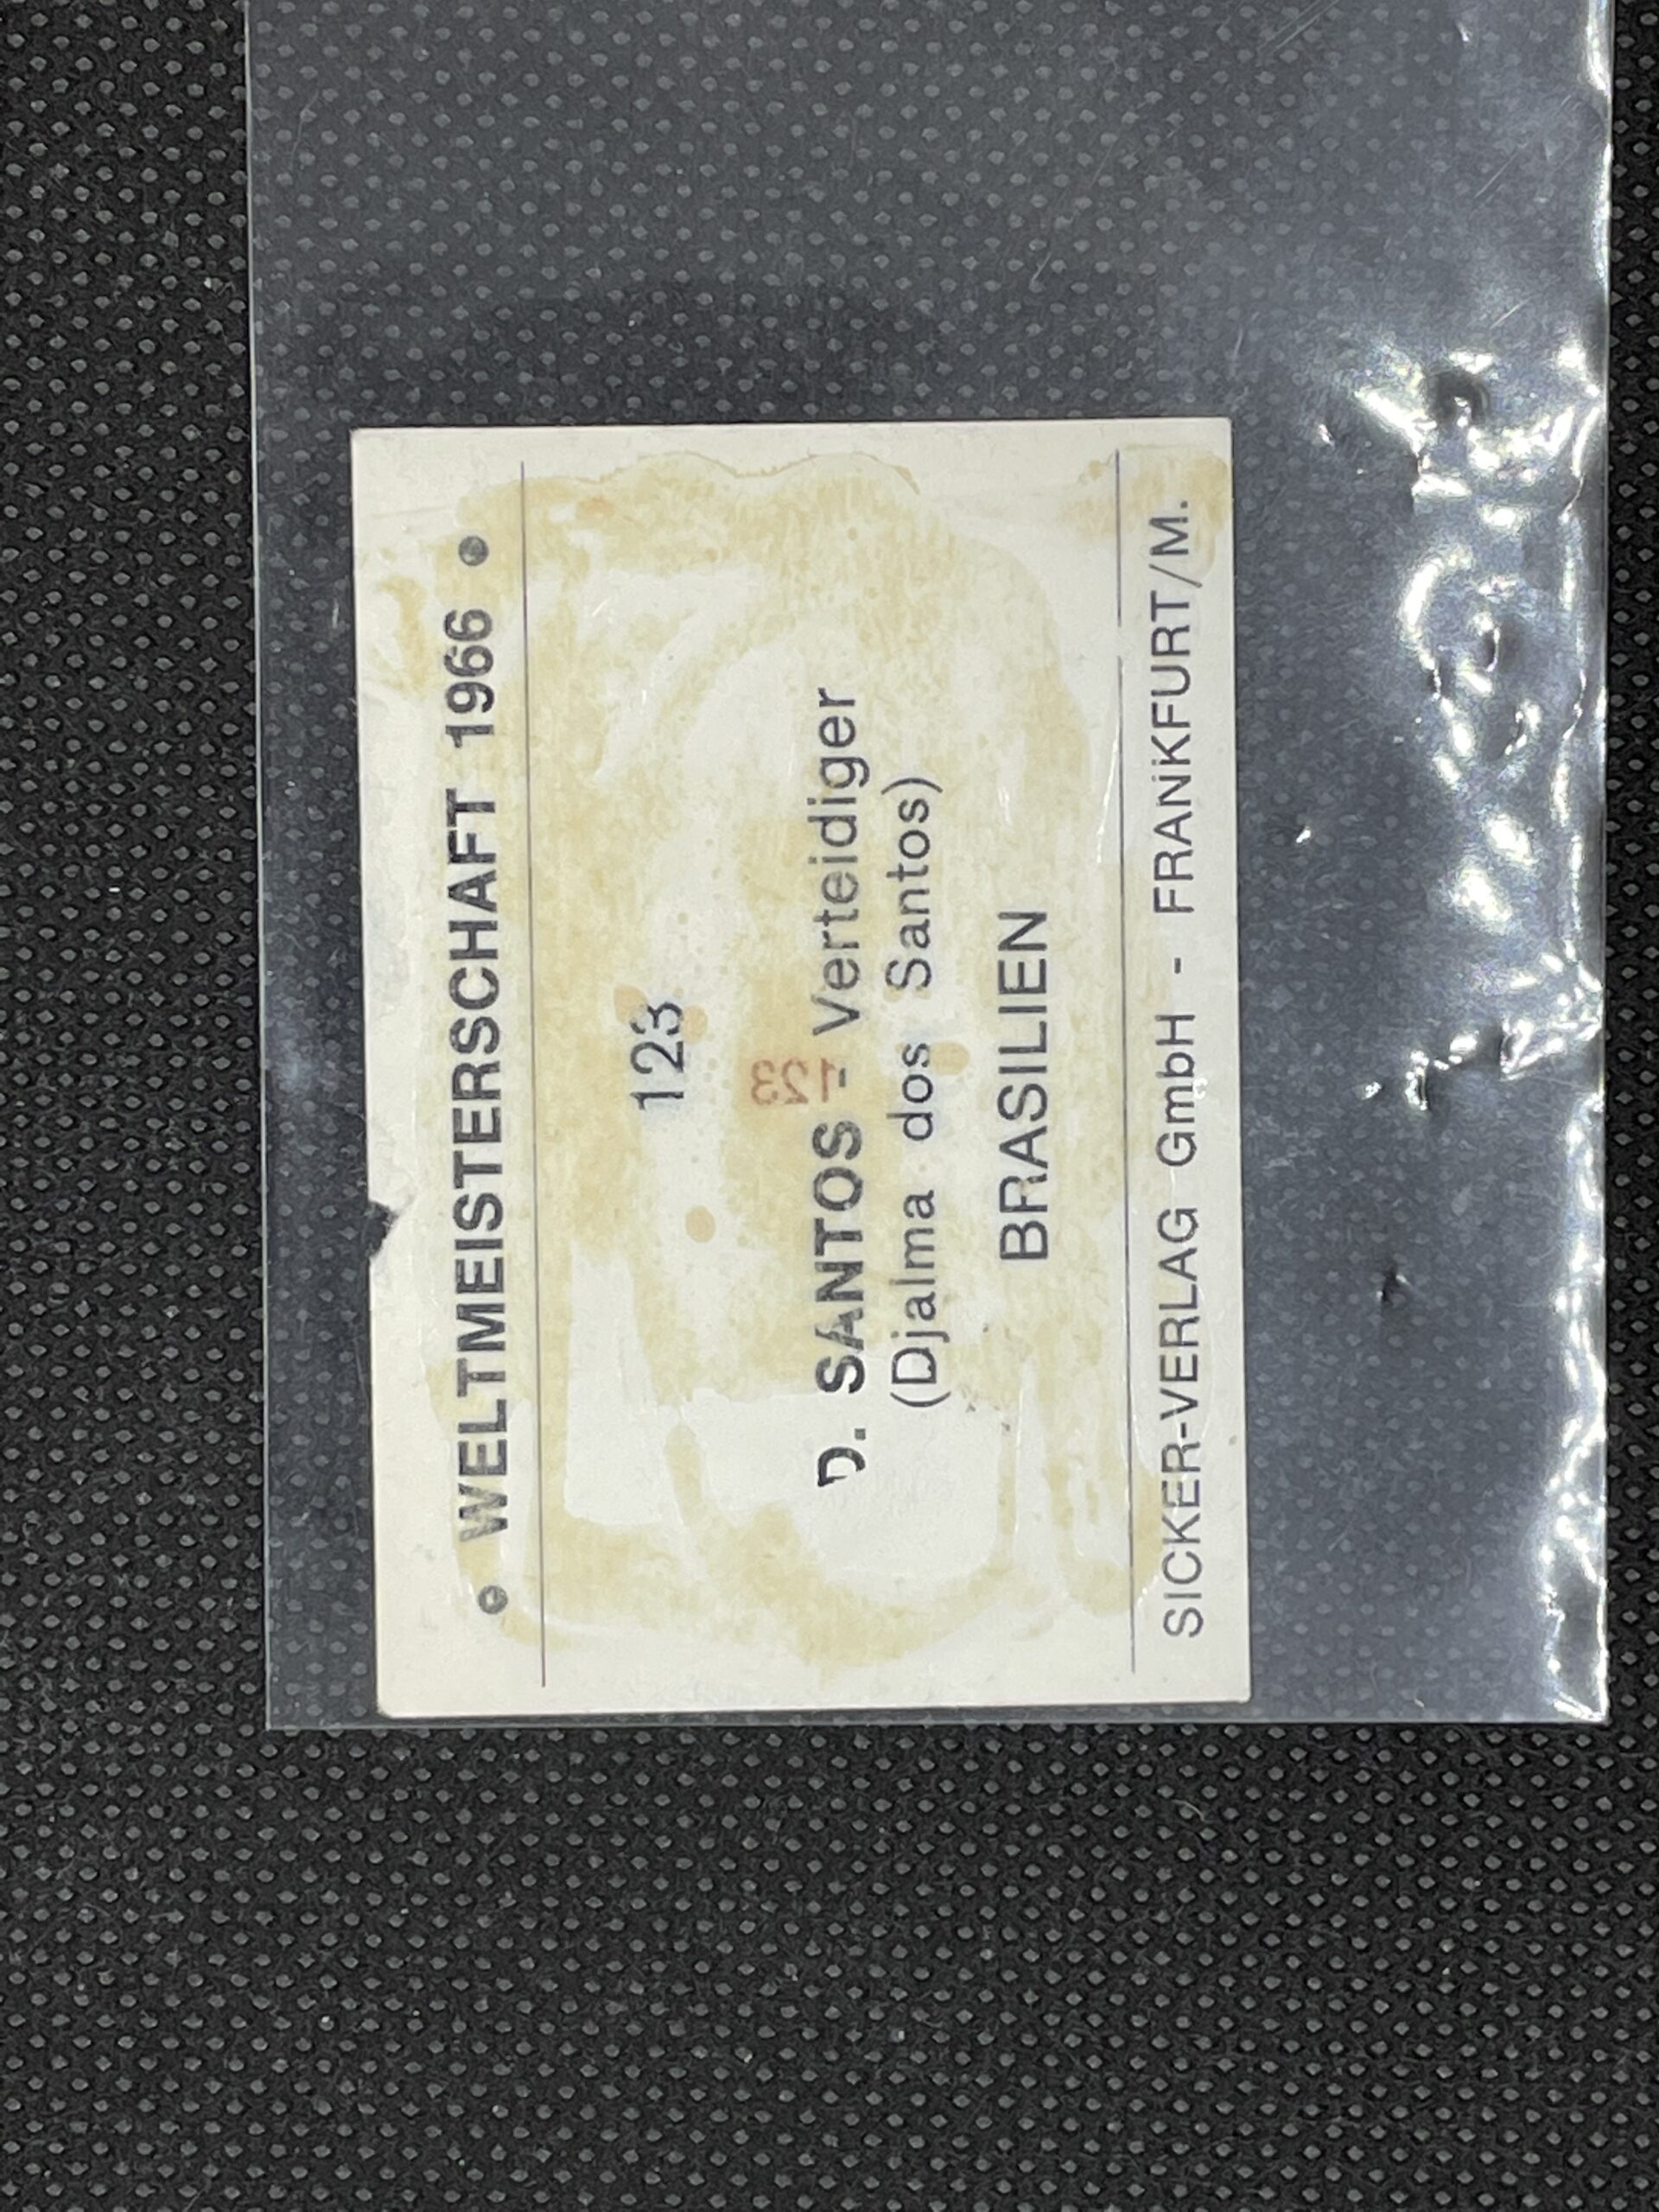 ● WELTMEISTERSCHAFT 1966 ●
123
123
D. SANTOS - Verteidiger
(Djalma dos Santos)
BRASILIEN
SICKER-VERLAG GmbH - FRANKFURT/M.